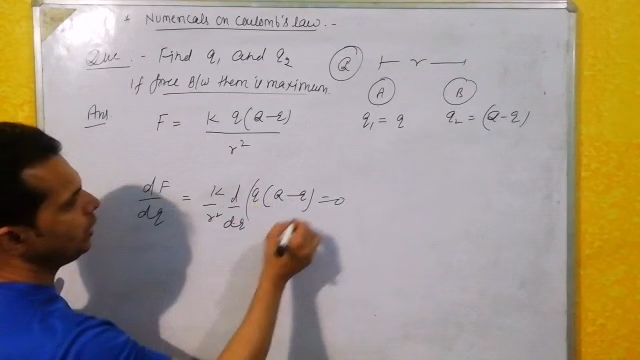 * Numericals on Coulomb's law :-
Que. :- Find q1 and q2
if force B/w them is maximum
Q
r
A B
Ans. F = K q(Q-q) / r²
q1 = q q2 = (Q-q)
dF/dq = K/r² d/dq (q(Q-q) = 0